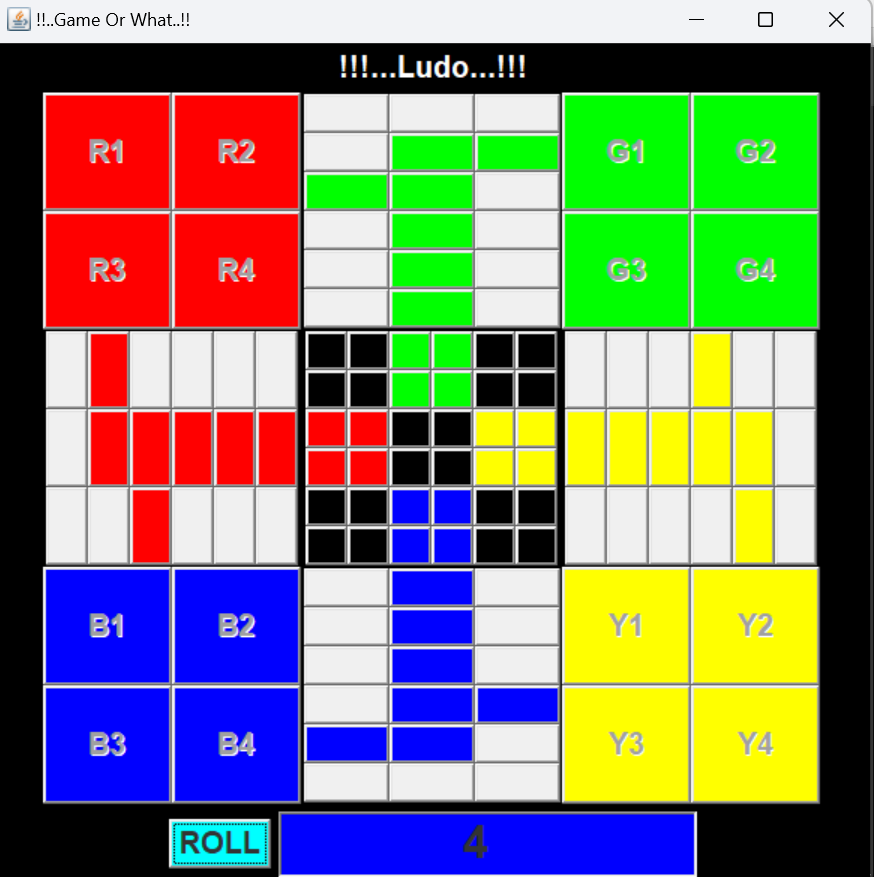 !!..Game Or What..!!
!!!...Ludo...!!!
R1 R2 G1 G2
R3 R4 G3 G4
B1 B2 Y1 Y2
B3 B4 Y3 Y4
ROLL 4